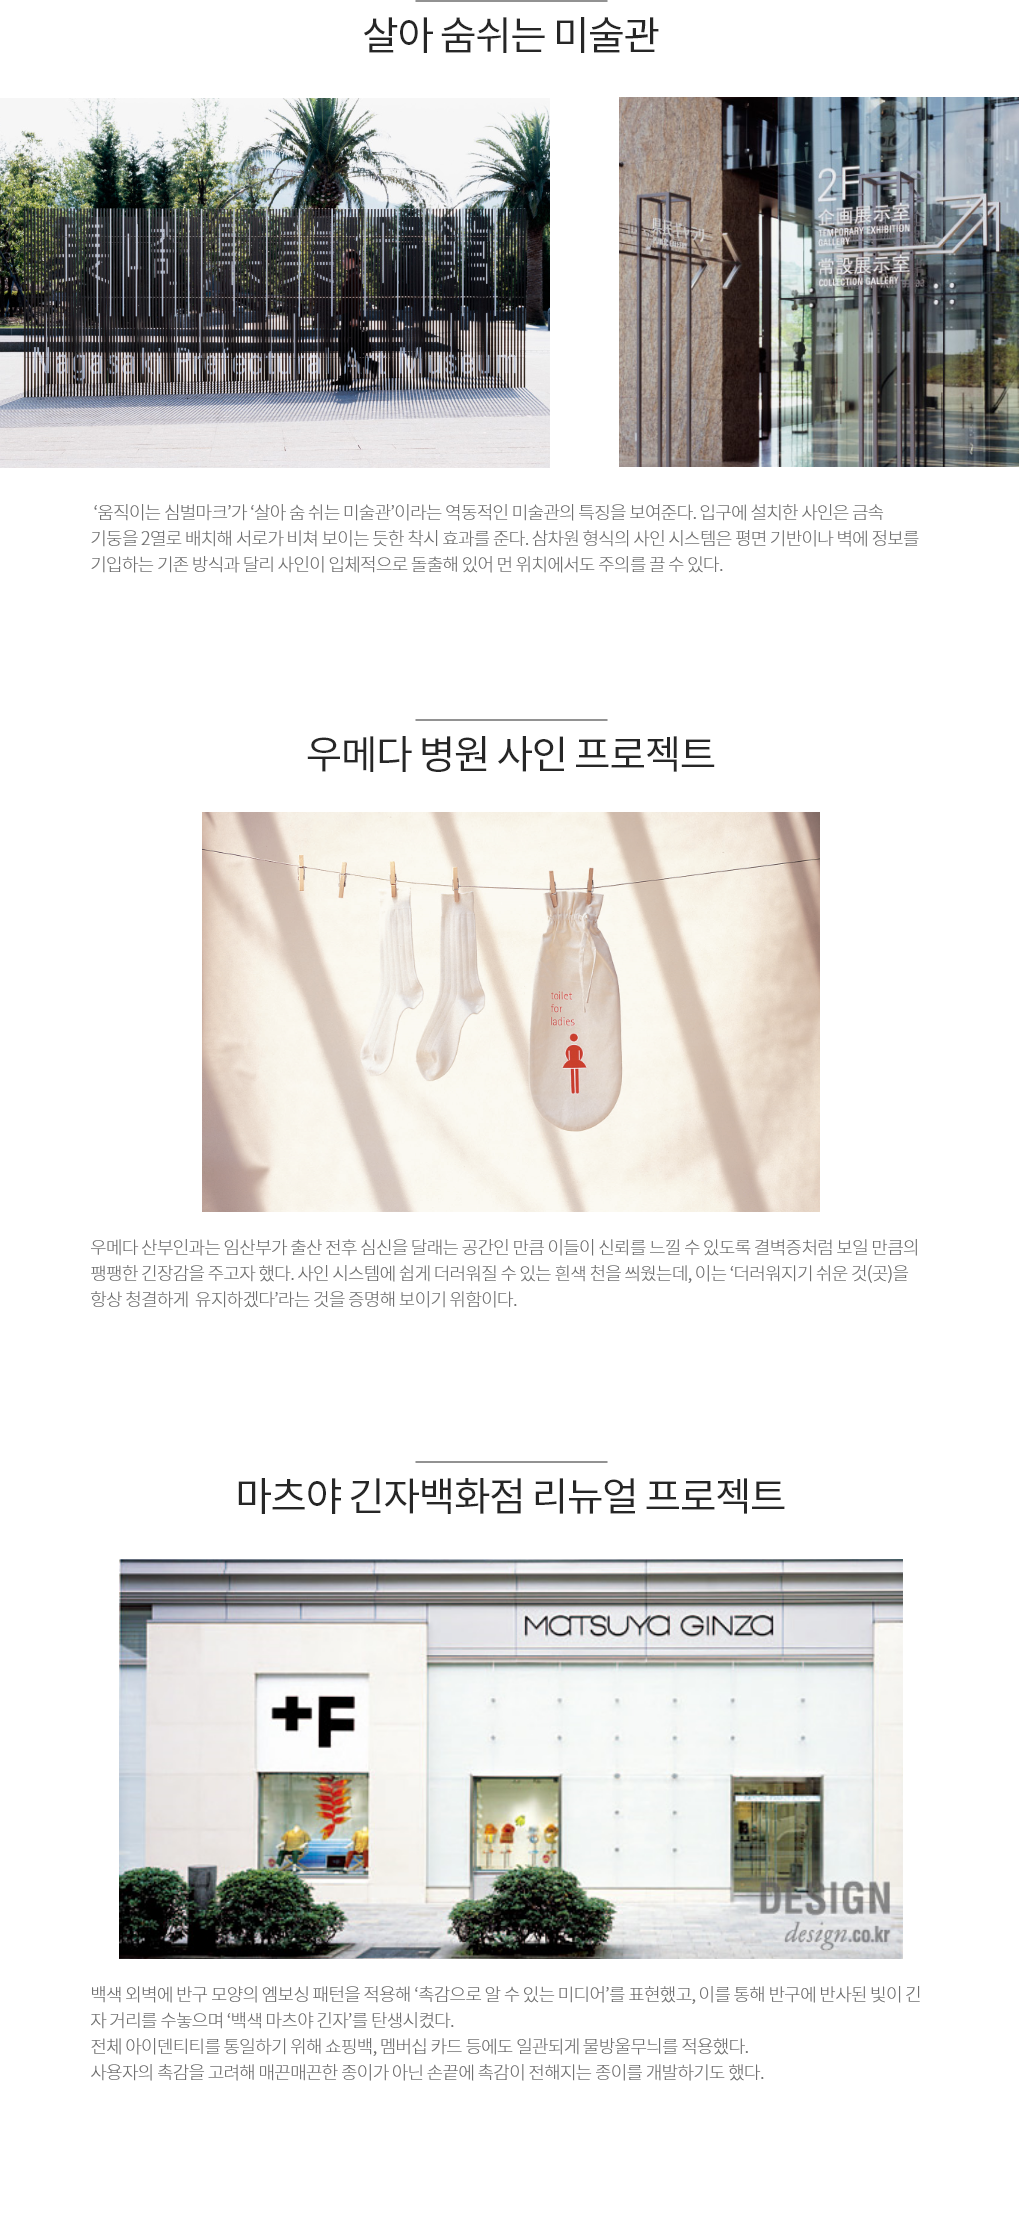 살아 숨쉬는 미술관
長崎県美術館
Nagasaki Prefectural Art Museum
県民ギャラリー
2F
企画展示室
TEMPORARY EXHIBITION
GALLERY
常設展示室
COLLECTION GALLERY
‘움직이는 심벌마크’가 ‘살아 숨 쉬는 미술관’이라는 역동적인 미술관의 특징을 보여준다. 입구에 설치한 사인은 금속
기둥을 2열로 배치해 서로가 비쳐 보이는 듯한 착시 효과를 준다. 삼차원 형식의 사인 시스템은 평면 기반이나 벽에 정보를
기입하는 기존 방식과 달리 사인이 입체적으로 돌출해 있어 먼 위치에서도 주의를 끌 수 있다.
우메다 병원 사인 프로젝트
toilet
for
ladies
우메다 산부인과는 임산부가 출산 전후 심신을 달래는 공간인 만큼 이들이 신뢰를 느낄 수 있도록 결벽증처럼 보일 만큼의
팽팽한 긴장감을 주고자 했다. 사인 시스템에 쉽게 더러워질 수 있는 흰색 천을 씌웠는데, 이는 ‘더러워지기 쉬운 것(곳)을
항상 청결하게 유지하겠다’라는 것을 증명해 보이기 위함이다.
마츠야 긴자백화점 리뉴얼 프로젝트
MATSUYA GINZA
+F
DESIGN
design.co.kr
백색 외벽에 반구 모양의 엠보싱 패턴을 적용해 ‘촉감으로 알 수 있는 미디어’를 표현했고, 이를 통해 반구에 반사된 빛이 긴
자 거리를 수놓으며 ‘백색 마츠야 긴자’를 탄생시켰다.
전체 아이덴티티를 통일하기 위해 쇼핑백, 멤버십 카드 등에도 일관되게 물방울무늬를 적용했다.
사용자의 촉감을 고려해 매끈매끈한 종이가 아닌 손끝에 촉감이 전해지는 종이를 개발하기도 했다.